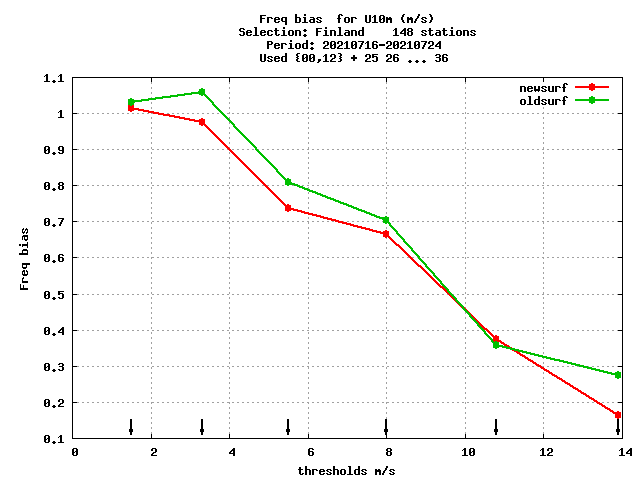 Freq bias  for U10m (m/s)
Selection: Finland    148 stations
Period: 20210716-20210724
Used {00,12} + 25 26 ... 36
newsurf
oldsurf
1.1
1
0.9
0.8
0.7
0.6
0.5
0.4
0.3
0.2
0.1
Freq bias
0 2 4 6 8 10 12 14
thresholds m/s